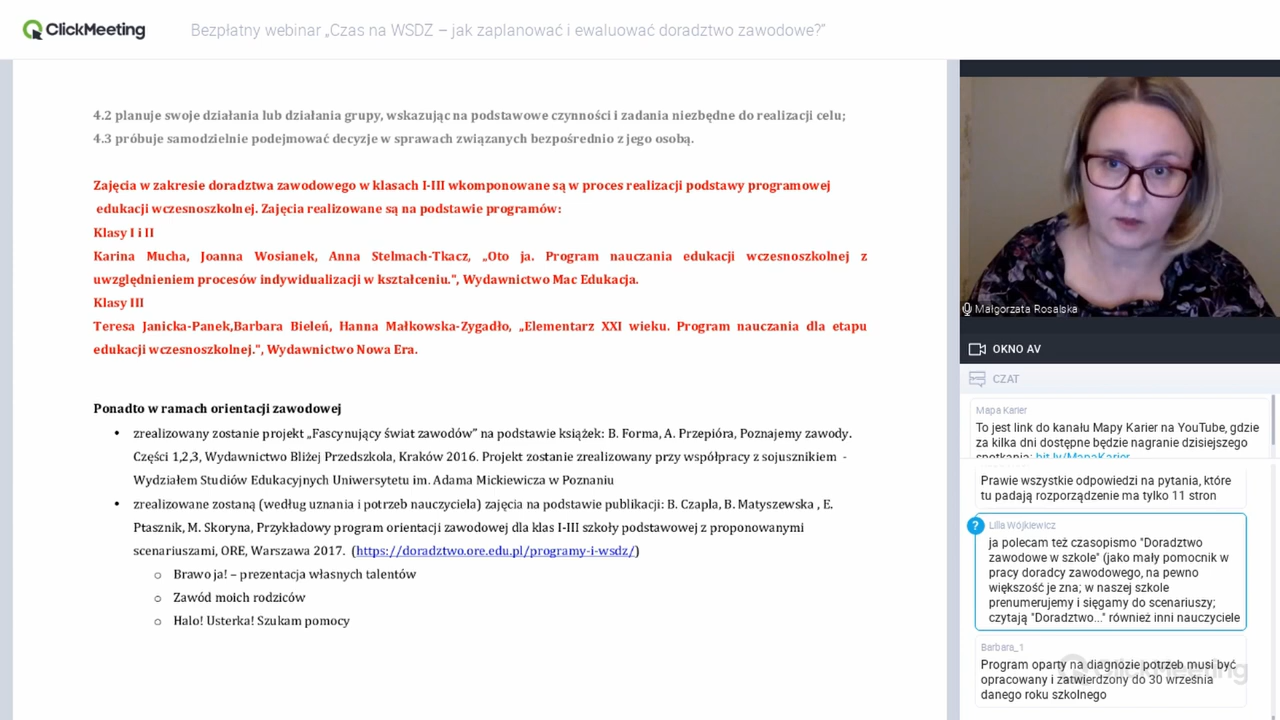 ClickMeeting
Bezpłatny webinar „Czas na WSDZ – jak zaplanować i ewaluować doradztwo zawodowe?”
4.2 planuje swoje działania lub działania grupy, wskazując na podstawowe czynności i zadania niezbędne do realizacji celu;
4.3 próbuje samodzielnie podejmować decyzje w sprawach związanych bezpośrednio z jego osobą.
Zajęcia w zakresie doradztwa zawodowego w klasach I-III wkomponowane są w proces realizacji podstawy programowej
edukacji wczesnoszkolnej. Zajęcia realizowane są na podstawie programów:
Klasy I i II
Karina Mucha, Joanna Wosianek, Anna Stelmach-Tkacz, „Oto ja. Program nauczania edukacji wczesnoszkolnej z
uwzględnieniem procesów indywidualizacji w kształceniu.", Wydawnictwo Mac Edukacja.
Klasy III
Teresa Janicka-Panek,Barbara Bieleń, Hanna Małkowska-Zygadło, „Elementarz XXI wieku. Program nauczania dla etapu
edukacji wczesnoszkolnej.", Wydawnictwo Nowa Era.
Ponadto w ramach orientacji zawodowej
• zrealizowany zostanie projekt „Fascynujący świat zawodów” na podstawie książek: B. Forma, A. Przepióra, Poznajemy zawody.
Części 1,2,3, Wydawnictwo Bliżej Przedszkola, Kraków 2016. Projekt zostanie zrealizowany przy współpracy z sojusznikiem -
Wydziałem Studiów Edukacyjnych Uniwersytetu im. Adama Mickiewicza w Poznaniu
• zrealizowane zostaną (według uznania i potrzeb nauczyciela) zajęcia na podstawie publikacji: B. Czapla, B. Matyszewska , E.
Ptasznik, M. Skoryna, Przykładowy program orientacji zawodowej dla klas I-III szkoły podstawowej z proponowanymi
scenariuszami, ORE, Warszawa 2017. (https://doradztwo.ore.edu.pl/programy-i-wsdz/)
o Brawo ja! – prezentacja własnych talentów
o Zawód moich rodziców
o Halo! Usterka! Szukam pomocy
Małgorzata Rosalska
OKNO AV
CZAT
Mapa Karier
To jest link do kanału Mapy Karier na YouTube, gdzie
za kilka dni dostępne będzie nagranie dzisiejszego
spotkania: bit.ly/MapaKarier
Prawie wszystkie odpowiedzi na pytania, które
tu padają rozporządzenie ma tylko 11 stron
? Lilla Wójkiewicz
ja polecam też czasopismo "Doradztwo
zawodowe w szkole" (jako mały pomocnik w
pracy doradcy zawodowego, na pewno
większość je zna; w naszej szkole
prenumerujemy i sięgamy do scenariuszy;
czytają "Doradztwo..." również inni nauczyciele
Barbara_1
Program oparty na diagnozie potrzeb musi być
opracowany i zatwierdzony do 30 września
danego roku szkolnego
ClickMeeting